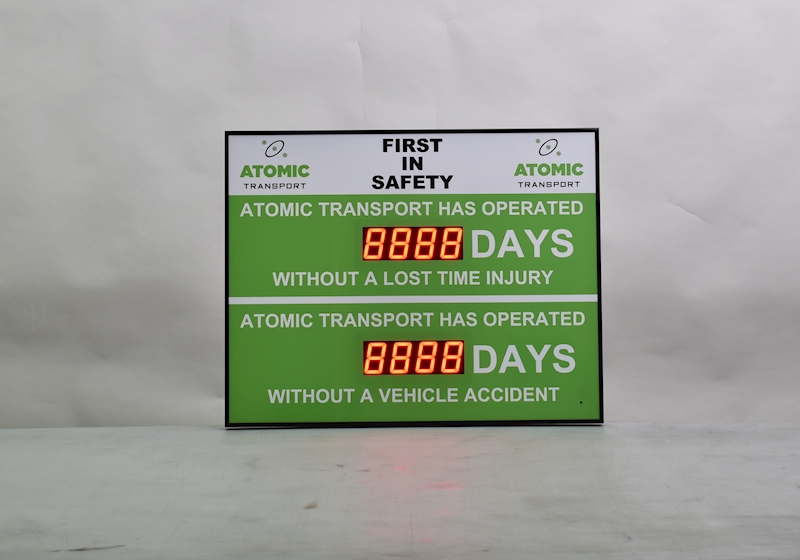 ATOMIC
TRANSPORT
FIRST
IN
SAFETY
ATOMIC
TRANSPORT
ATOMIC TRANSPORT HAS OPERATED
8888 DAYS
WITHOUT A LOST TIME INJURY
ATOMIC TRANSPORT HAS OPERATED
8888 DAYS
WITHOUT A VEHICLE ACCIDENT